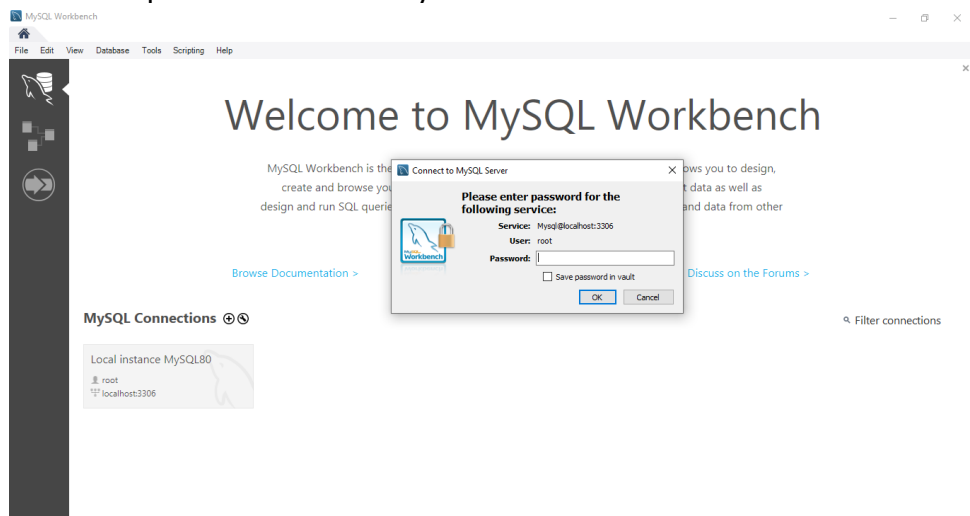 MySQL Workbench
File Edit View Database Tools Scripting Help
Welcome to MySQL Workbench
MySQL Workbench is the
ows you to design,
create and browse you
t data as well as
design and run SQL querie
and data from other
Connect to MySQL Server
Please enter password for the
following service:
Service: Mysql@localhost:3306
User: root
Password:
Save password in vault
OK Cancel
MySQL
Workbench
Browse Documentation >
Discuss on the Forums >
MySQL Connections
Filter connections
Local instance MySQL80
root
localhost:3306